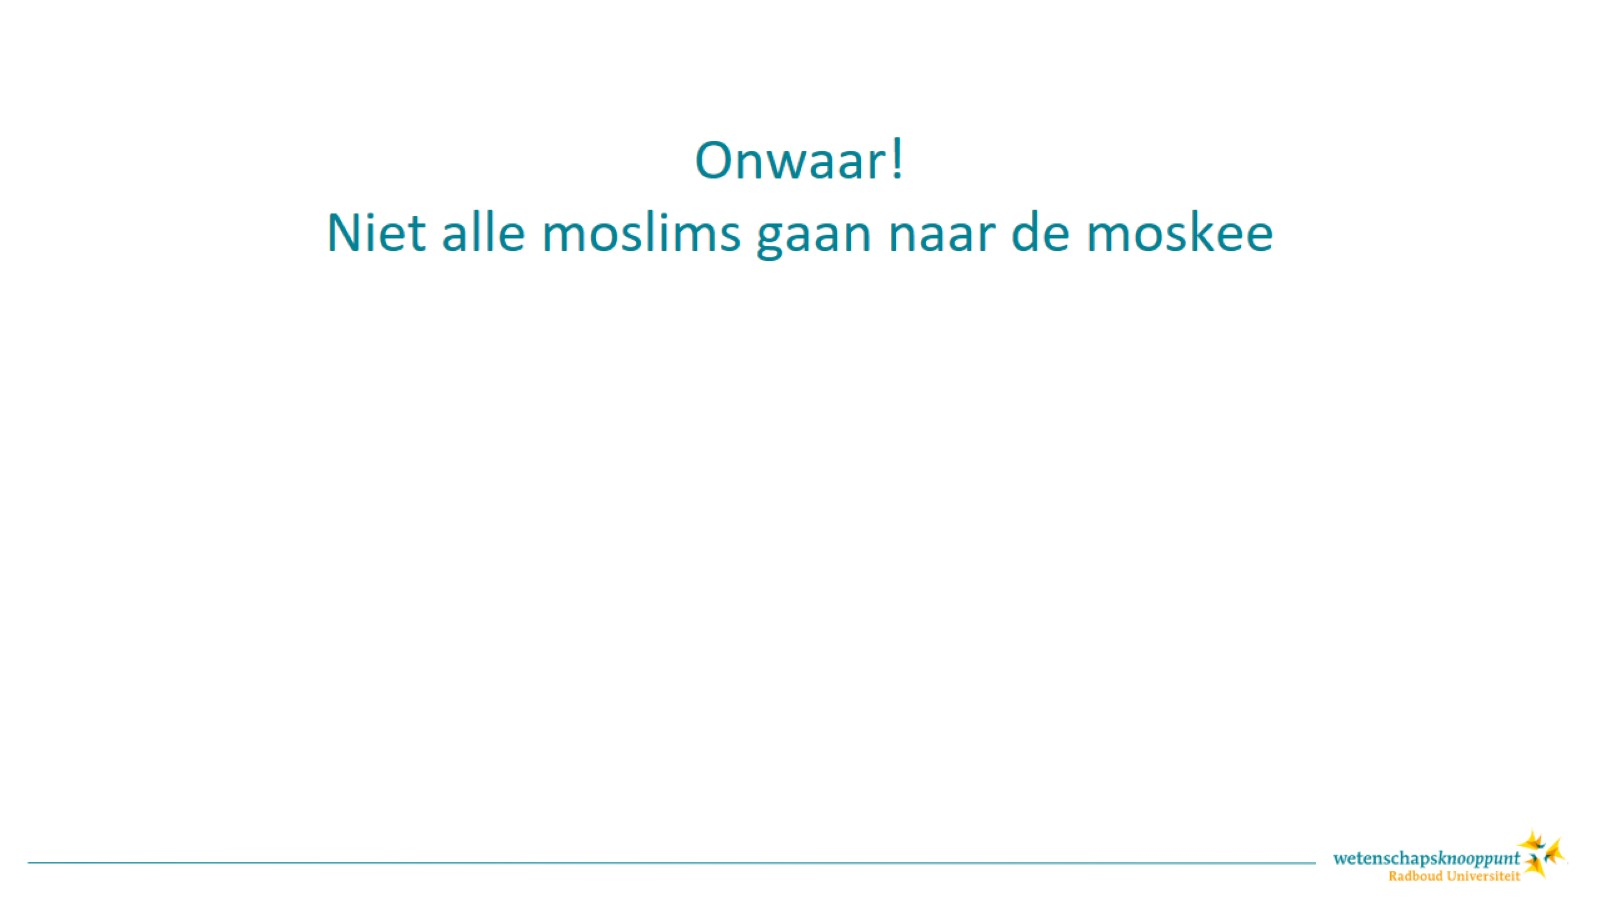 Onwaar!
Niet alle moslims gaan naar de moskee
wetenschapsknooppunt
Radboud Universiteit